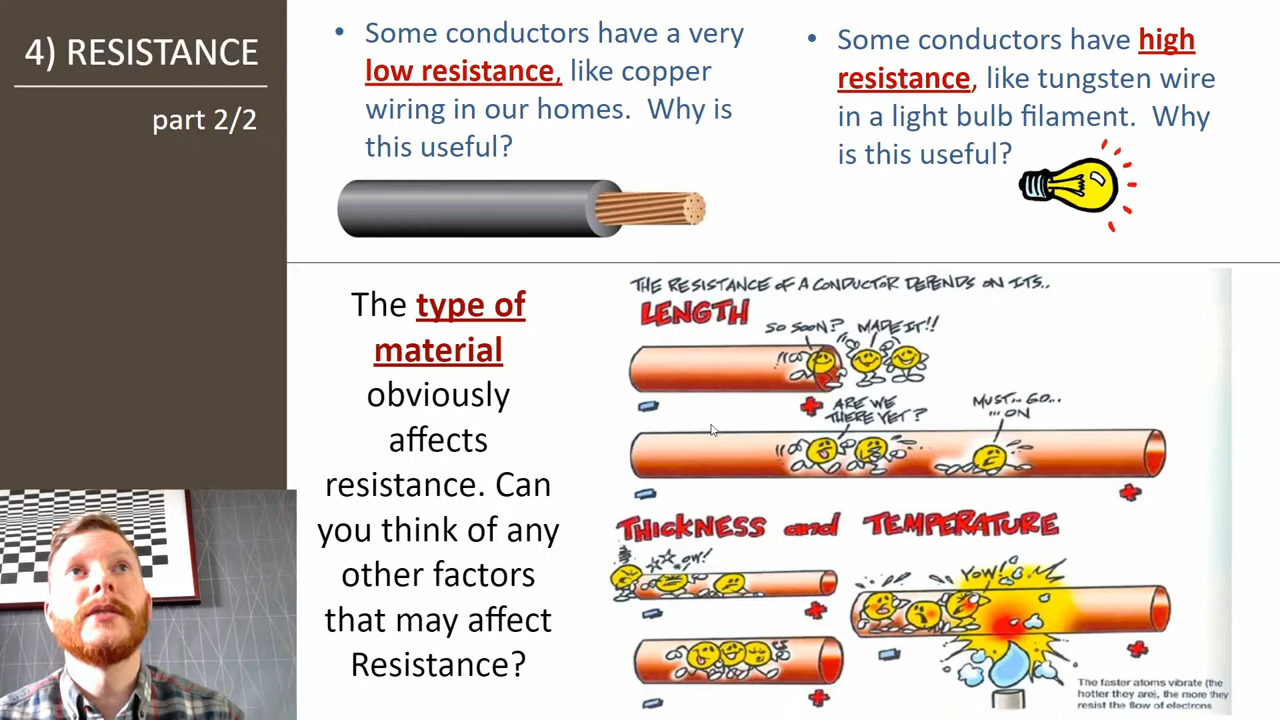 4) RESISTANCE
part 2/2
• Some conductors have a very
low resistance, like copper
wiring in our homes.  Why is
this useful?
• Some conductors have high
resistance, like tungsten wire
in a light bulb filament.  Why
is this useful?
The type of
material
obviously
affects
resistance. Can
you think of any
other factors
that may affect
Resistance?
THE RESISTANCE OF A CONDUCTOR DEPENDS ON ITS..
LENGTH
SO SOON? MADE IT!!
- +
ARE WE
THERE YET?
MUST... GO...
... ON
- +
THICKNESS and TEMPERATURE
OW!
- +
- +
YOW!
- +
The faster atoms vibrate (the
hotter they are), the more they
resist the flow of electrons